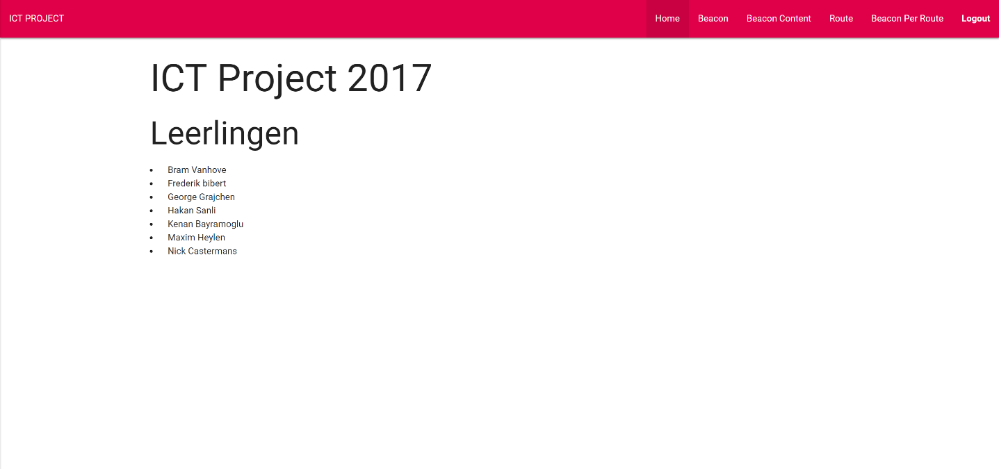 ICT PROJECT Home Beacon Beacon Content Route Beacon Per Route Logout
ICT Project 2017
Leerlingen
Bram Vanhove
Frederik bibert
George Grajchen
Hakan Sanli
Kenan Bayramoglu
Maxim Heylen
Nick Castermans